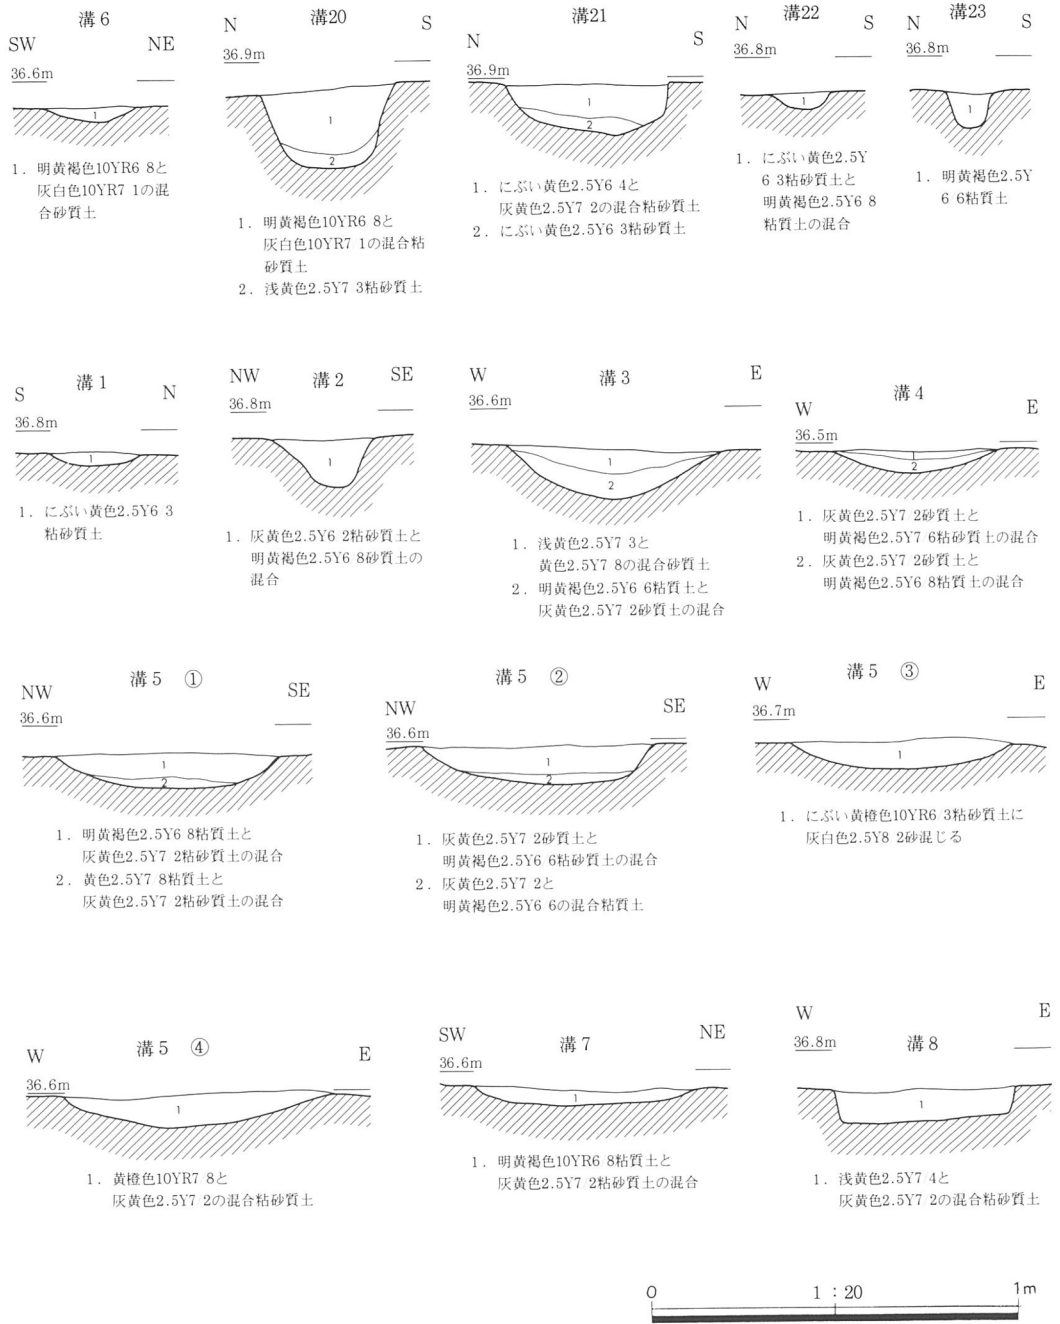 溝6
SW NE
36.6m
1
1. 明黄褐色10YR6 8と
灰白色10YR7 1の混
合砂質土
溝20
N S
36.9m
1
2
1. 明黄褐色10YR6 8と
灰白色10YR7 1の混合粘
砂質土
2. 浅黄色2.5Y7 3粘砂質土
溝21
N S
36.9m
1
2
1. にぶい黄色2.5Y6 4と
灰黄色2.5Y7 2の混合粘砂質土
2. にぶい黄色2.5Y6 3粘砂質土
溝22
N S
36.8m
1
1. にぶい黄色2.5Y
6 3粘砂質土と
明黄褐色2.5Y6 8
粘質土の混合
溝23
N S
36.8m
1
1. 明黄褐色2.5Y
6 6粘質土
溝1
S N
36.8m
1
1. にぶい黄色2.5Y6 3
粘砂質土
溝2
NW SE
36.8m
1
1. 灰黄色2.5Y6 2粘砂質土と
明黄褐色2.5Y6 8砂質土の
混合
溝3
W E
36.6m
1
2
1. 浅黄色2.5Y7 3と
黄色2.5Y7 8の混合砂質土
2. 明黄褐色2.5Y6 6粘質土と
灰黄色2.5Y7 2砂質土の混合
溝4
W E
36.5m
1
2
1. 灰黄色2.5Y7 2砂質土と
明黄褐色2.5Y7 6粘砂質土の混合
2. 灰黄色2.5Y7 2砂質土と
明黄褐色2.5Y6 8粘質土の混合
溝5 ①
NW SE
36.6m
1
2
1. 明黄褐色2.5Y6 8粘質土と
灰黄色2.5Y7 2粘砂質土の混合
2. 黄色2.5Y7 8粘質土と
灰黄色2.5Y7 2粘砂質土の混合
溝5 ②
NW SE
36.6m
1
2
1. 灰黄色2.5Y7 2砂質土と
明黄褐色2.5Y6 6粘砂質土の混合
2. 灰黄色2.5Y7 2と
明黄褐色2.5Y6 6の混合粘質土
溝5 ③
W E
36.7m
1
1. にぶい黄橙色10YR6 3粘砂質土に
灰白色2.5Y8 2砂混じる
溝5 ④
W E
36.6m
1
1. 黄橙色10YR7 8と
灰黄色2.5Y7 2の混合粘砂質土
溝7
SW NE
36.6m
1
1. 明黄褐色10YR6 8粘質土と
灰黄色2.5Y7 2粘砂質土の混合
溝8
W E
36.8m
1
1. 浅黄色2.5Y7 4と
灰黄色2.5Y7 2の混合粘砂質土
0 1:20 1m